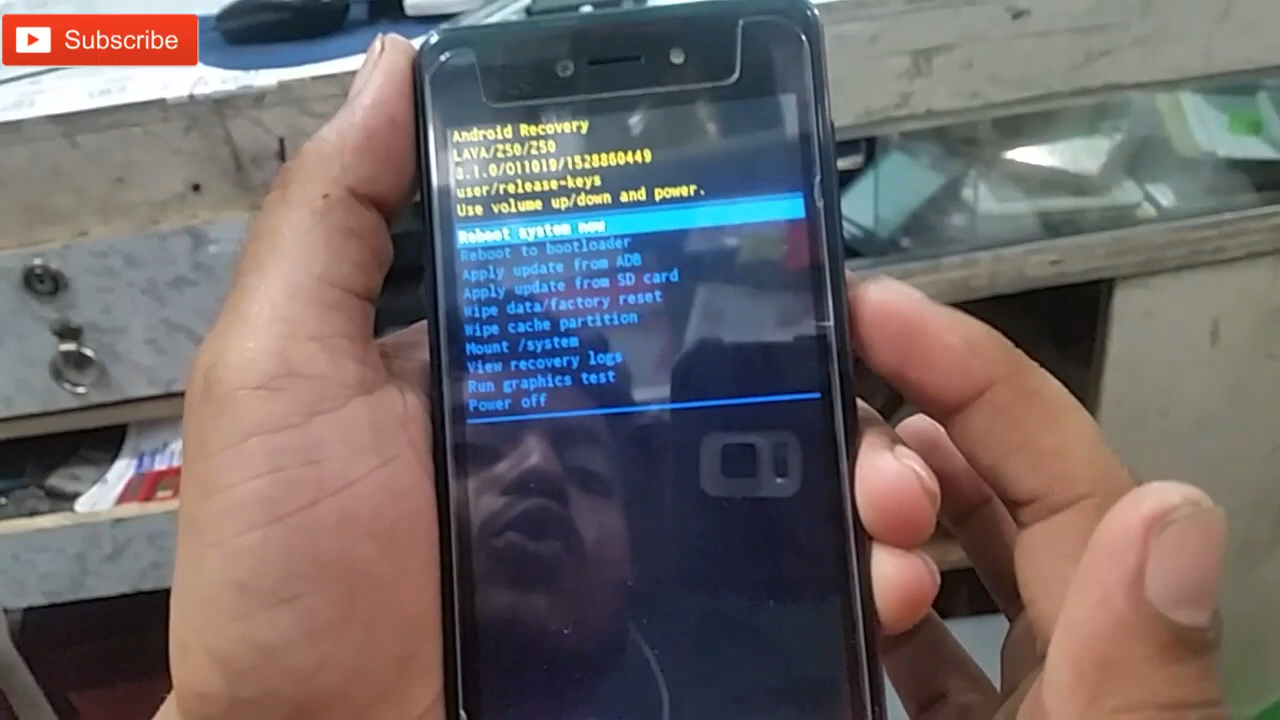 Subscribe
Android Recovery
LAVA/Z50/Z50
8.1.0/O11019/1528860449
user/release-keys
Use volume up/down and power.
Reboot system now
Reboot to bootloader
Apply update from ADB
Apply update from SD card
Wipe data/factory reset
Wipe cache partition
Mount /system
View recovery logs
Run graphics test
Power off